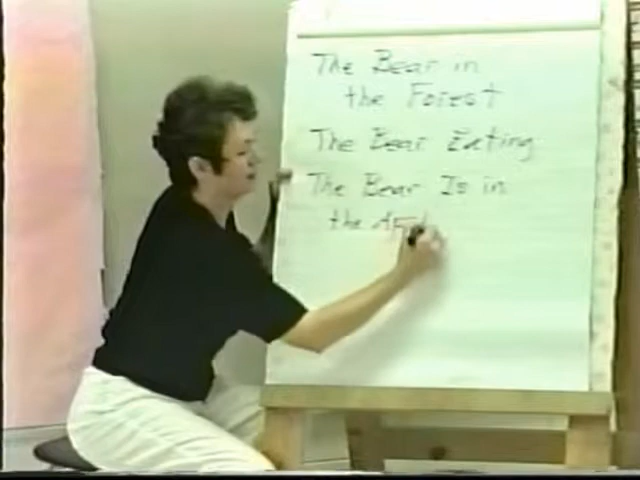 The Bear in
the Forest
The Bear Eating
The Bear Is in
the